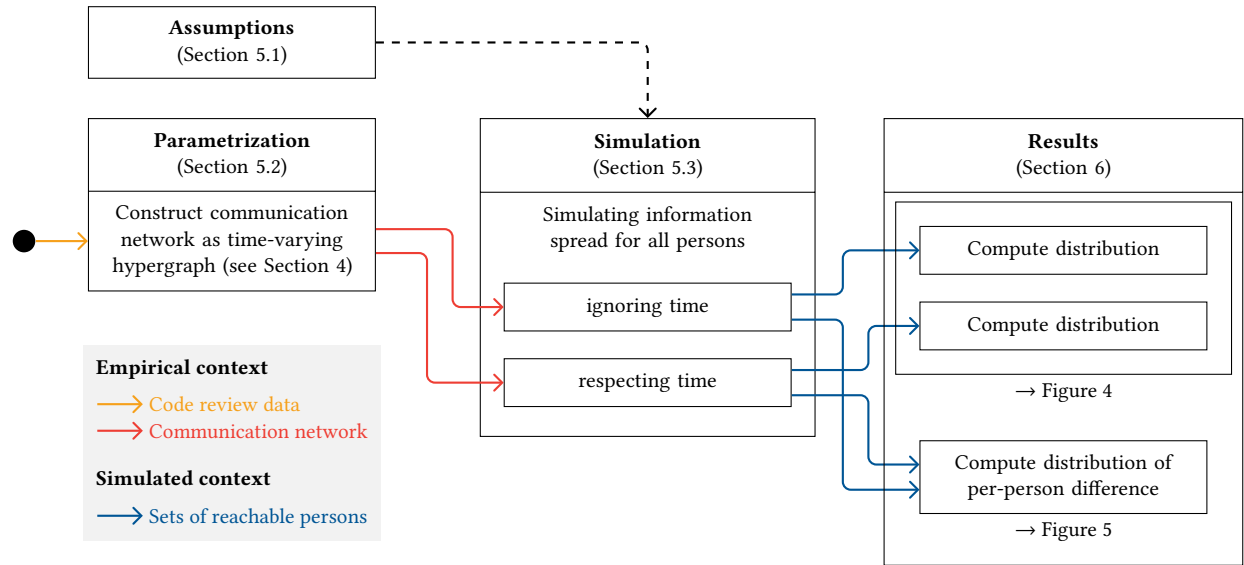 Assumptions
(Section 5.1)
Parametrization
(Section 5.2)
Construct communication
network as time-varying
hypergraph (see Section 4)
Simulation
(Section 5.3)
Simulating information
spread for all persons
ignoring time
respecting time
Results
(Section 6)
Compute distribution
Compute distribution
→ Figure 4
Compute distribution of
per-person difference
→ Figure 5
Empirical context
Code review data
Communication network
Simulated context
Sets of reachable persons